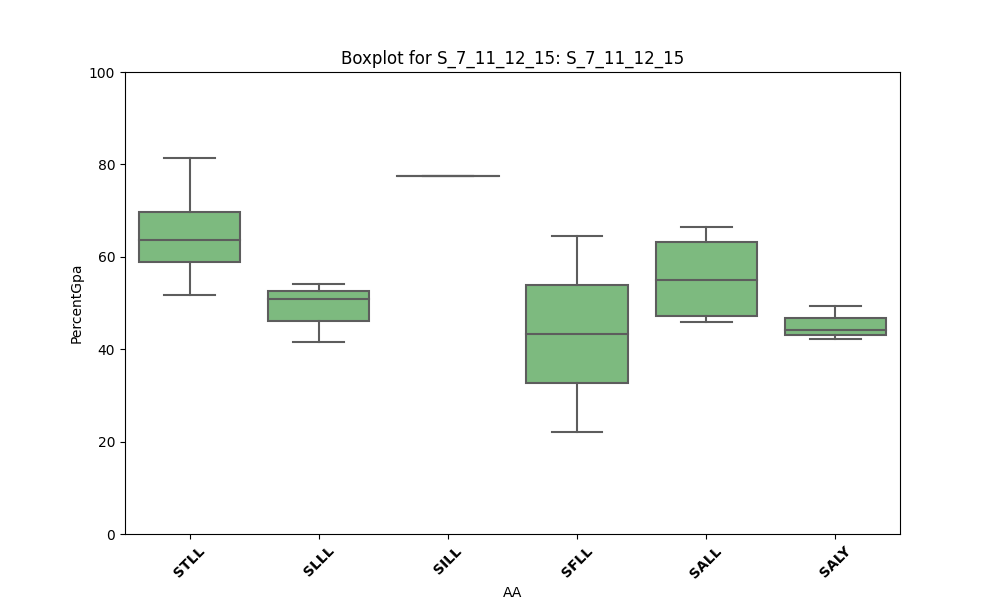 Boxplot for S_7_11_12_15: S_7_11_12_15
100
80
60
40
20
0
PercentGpa
STLL
SLLL
SILL
SFLL
SALL
SALY
AA